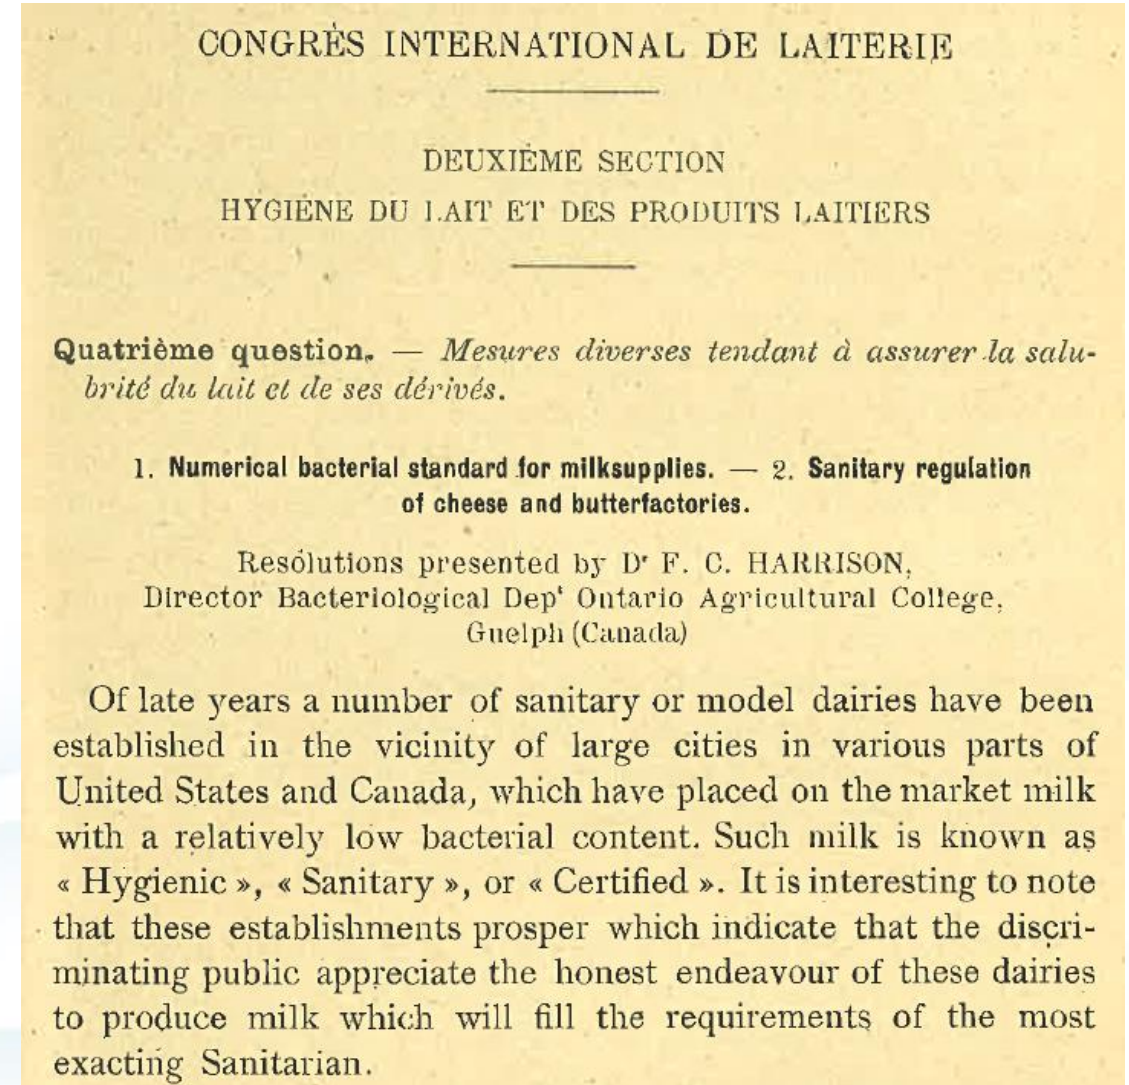 CONGRÈS INTERNATIONAL DE LAITERIE
DEUXIÈME SECTION
HYGIÈNE DU LAIT ET DES PRODUITS LAITIERS
Quatrième question. — Mesures diverses tendant à assurer la salu-
brité du lait et de ses dérivés.
1. Numerical bacterial standard for milksupplies. — 2. Sanitary regulation
of cheese and butterfactories.
Resolutions presented by Dr F. C. HARRISON,
Director Bacteriological Dept Ontario Agricultural College,
Guelph (Canada)
Of late years a number of sanitary or model dairies have been
established in the vicinity of large cities in various parts of
United States and Canada, which have placed on the market milk
with a relatively low bacterial content. Such milk is known as
« Hygienic », « Sanitary », or « Certified ». It is interesting to note
that these establishments prosper which indicate that the discri-
minating public appreciate the honest endeavour of these dairies
to produce milk which will fill the requirements of the most
exacting Sanitarian.